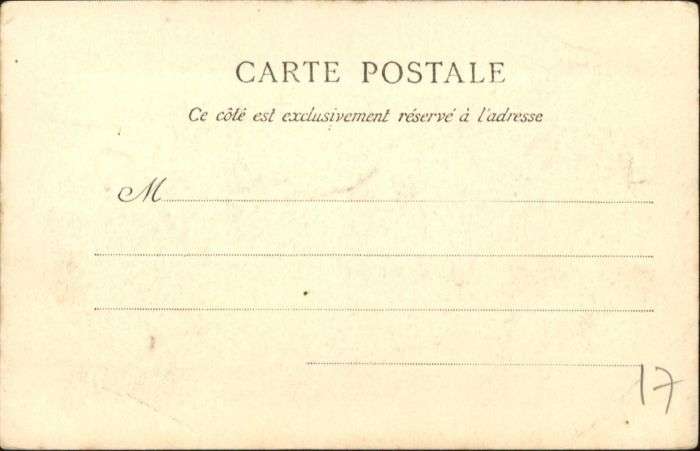 CARTE POSTALE
Ce côté est exclusivement réservé à l'adresse
M
17